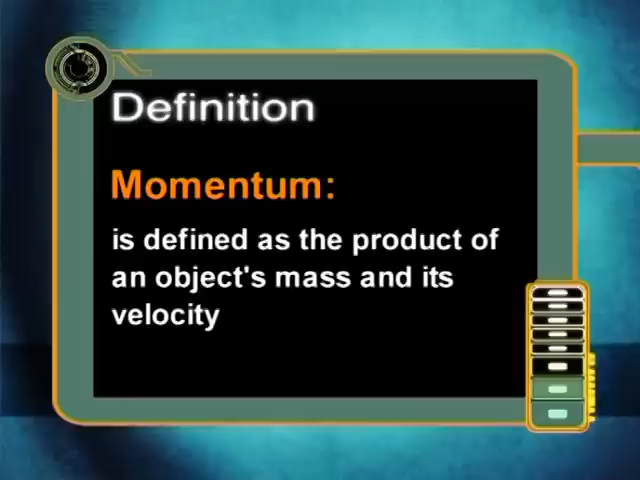 Definition
Momentum:
is defined as the product of
an object's mass and its
velocity